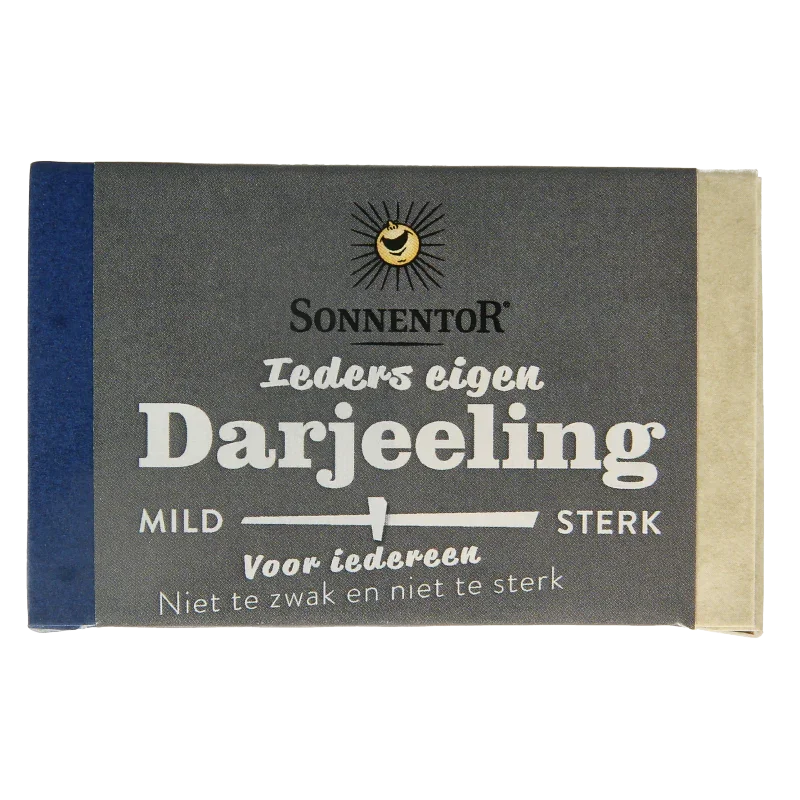 SONNENTOR®
Ieders eigen
Darjeeling
MILD STERK
Voor iedereen
Niet te zwak en niet te sterk